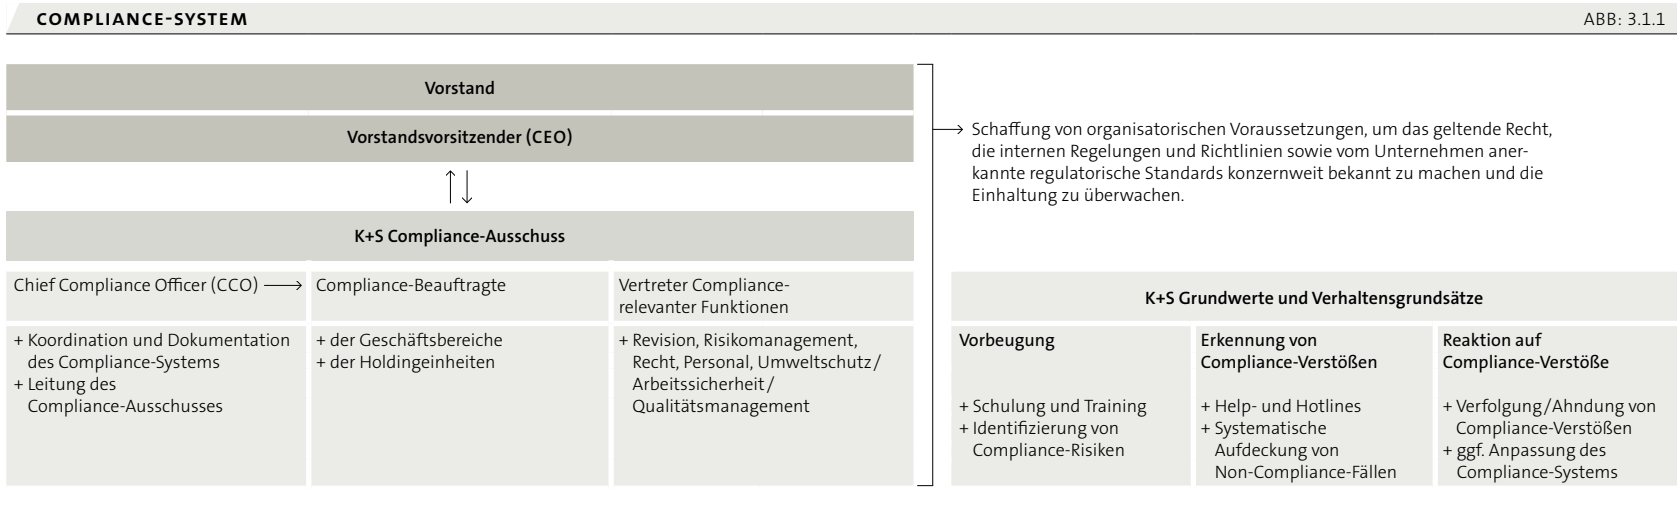 COMPLIANCE-SYSTEM
ABB: 3.1.1
Vorstand
Vorstandsvorsitzender (CEO)
K+S Compliance-Ausschuss
Chief Compliance Officer (CCO)
+ Koordination und Dokumentation
des Compliance-Systems
+ Leitung des
Compliance-Ausschusses
Compliance-Beauftragte
+ der Geschäftsbereiche
+ der Holdingeinheiten
Vertreter Compliance-
relevanter Funktionen
+ Revision, Risikomanagement,
Recht, Personal, Umweltschutz/
Arbeitssicherheit/
Qualitätsmanagement
Schaffung von organisatorischen Voraussetzungen, um das geltende Recht,
die internen Regelungen und Richtlinien sowie vom Unternehmen aner-
kannte regulatorische Standards konzernweit bekannt zu machen und die
Einhaltung zu überwachen.
K+S Grundwerte und Verhaltensgrundsätze
Vorbeugung
+ Schulung und Training
+ Identifizierung von
Compliance-Risiken
Erkennung von
Compliance-Verstößen
+ Help- und Hotlines
+ Systematische
Aufdeckung von
Non-Compliance-Fällen
Reaktion auf
Compliance-Verstöße
+ Verfolgung/Ahndung von
Compliance-Verstößen
+ ggf. Anpassung des
Compliance-Systems